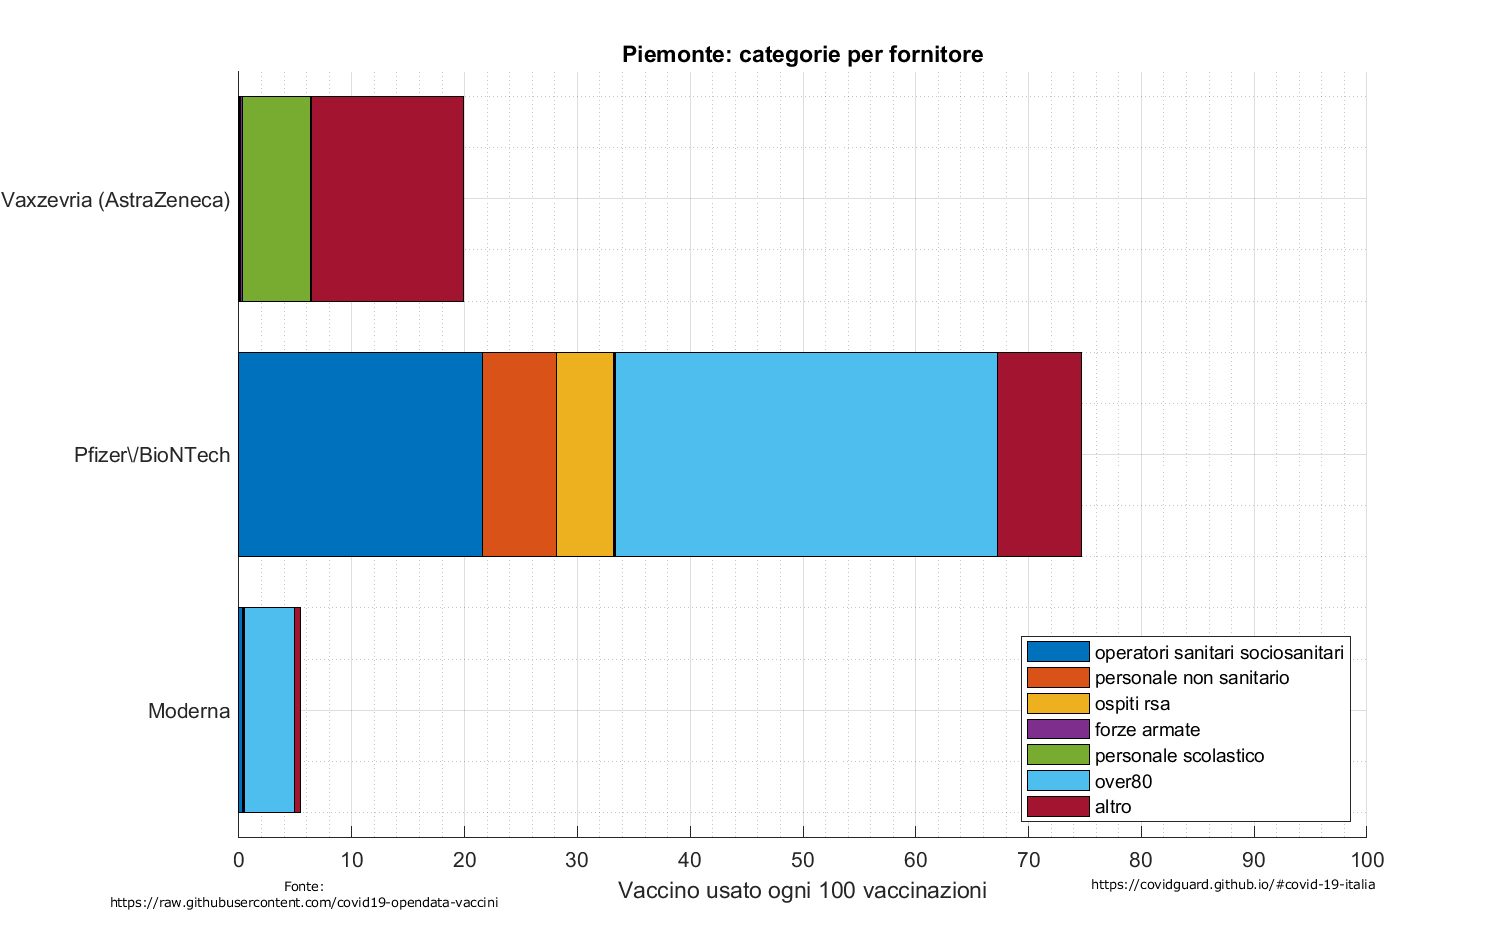 Piemonte: categorie per fornitore
Vaxzevria (AstraZeneca)
Pfizer\/BioNTech
Moderna
operatori sanitari sociosanitari
personale non sanitario
ospiti rsa
forze armate
personale scolastico
over80
altro
0 10 20 30 40 50 60 70 80 90 100
Vaccino usato ogni 100 vaccinazioni
Fonte:
https://raw.githubusercontent.com/covid19-opendata-vaccini
https://covidguard.github.io/#covid-19-italia